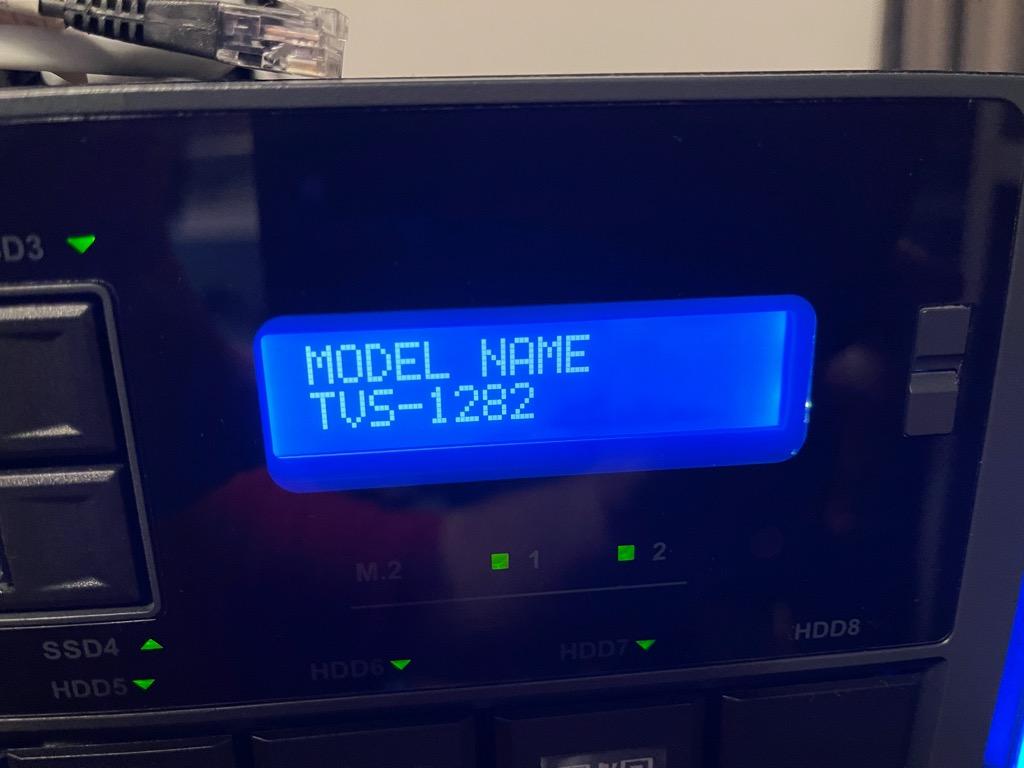 D3
MODEL NAME
TVS-1282
M.2 1 2
SSD4
HDD5
HDD6
HDD7
HDD8